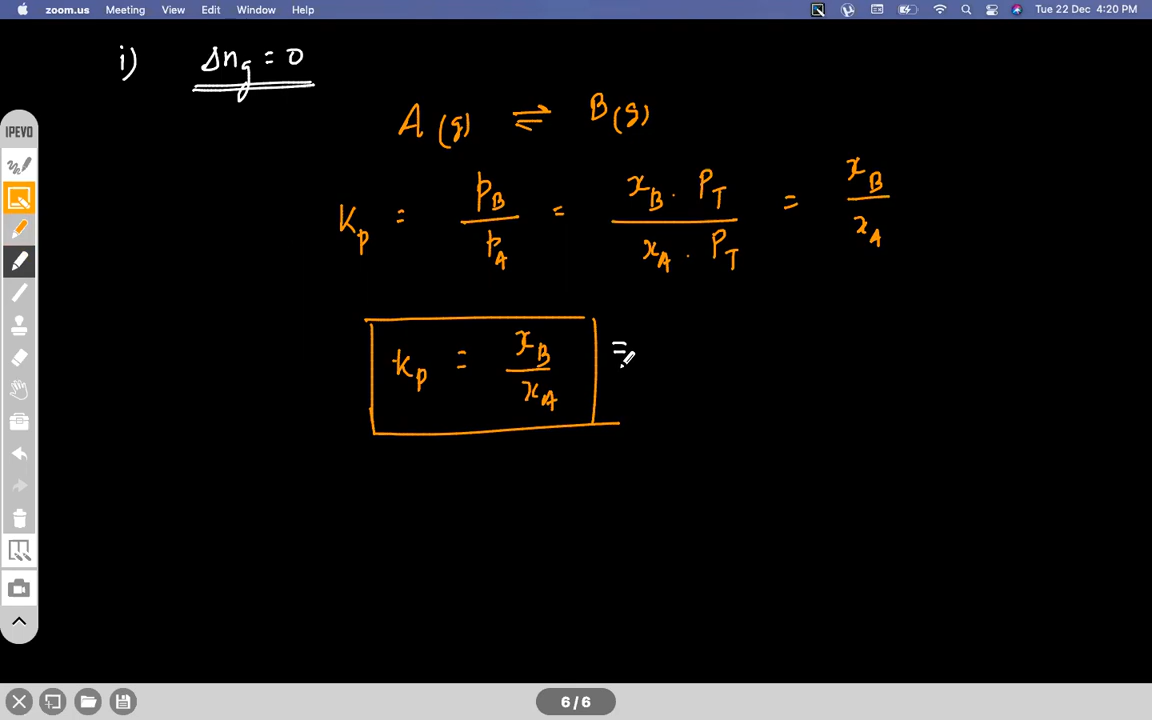 zoom.us Meeting View Edit Window Help Tue 22 Dec 4:20 PM
i) Δng = 0
IPEVO
A(g) ⇌ B(g)
Kp = pB/pA = xB · PT / xA · PT = xB/xA
Kp = xB/xA =
6/6